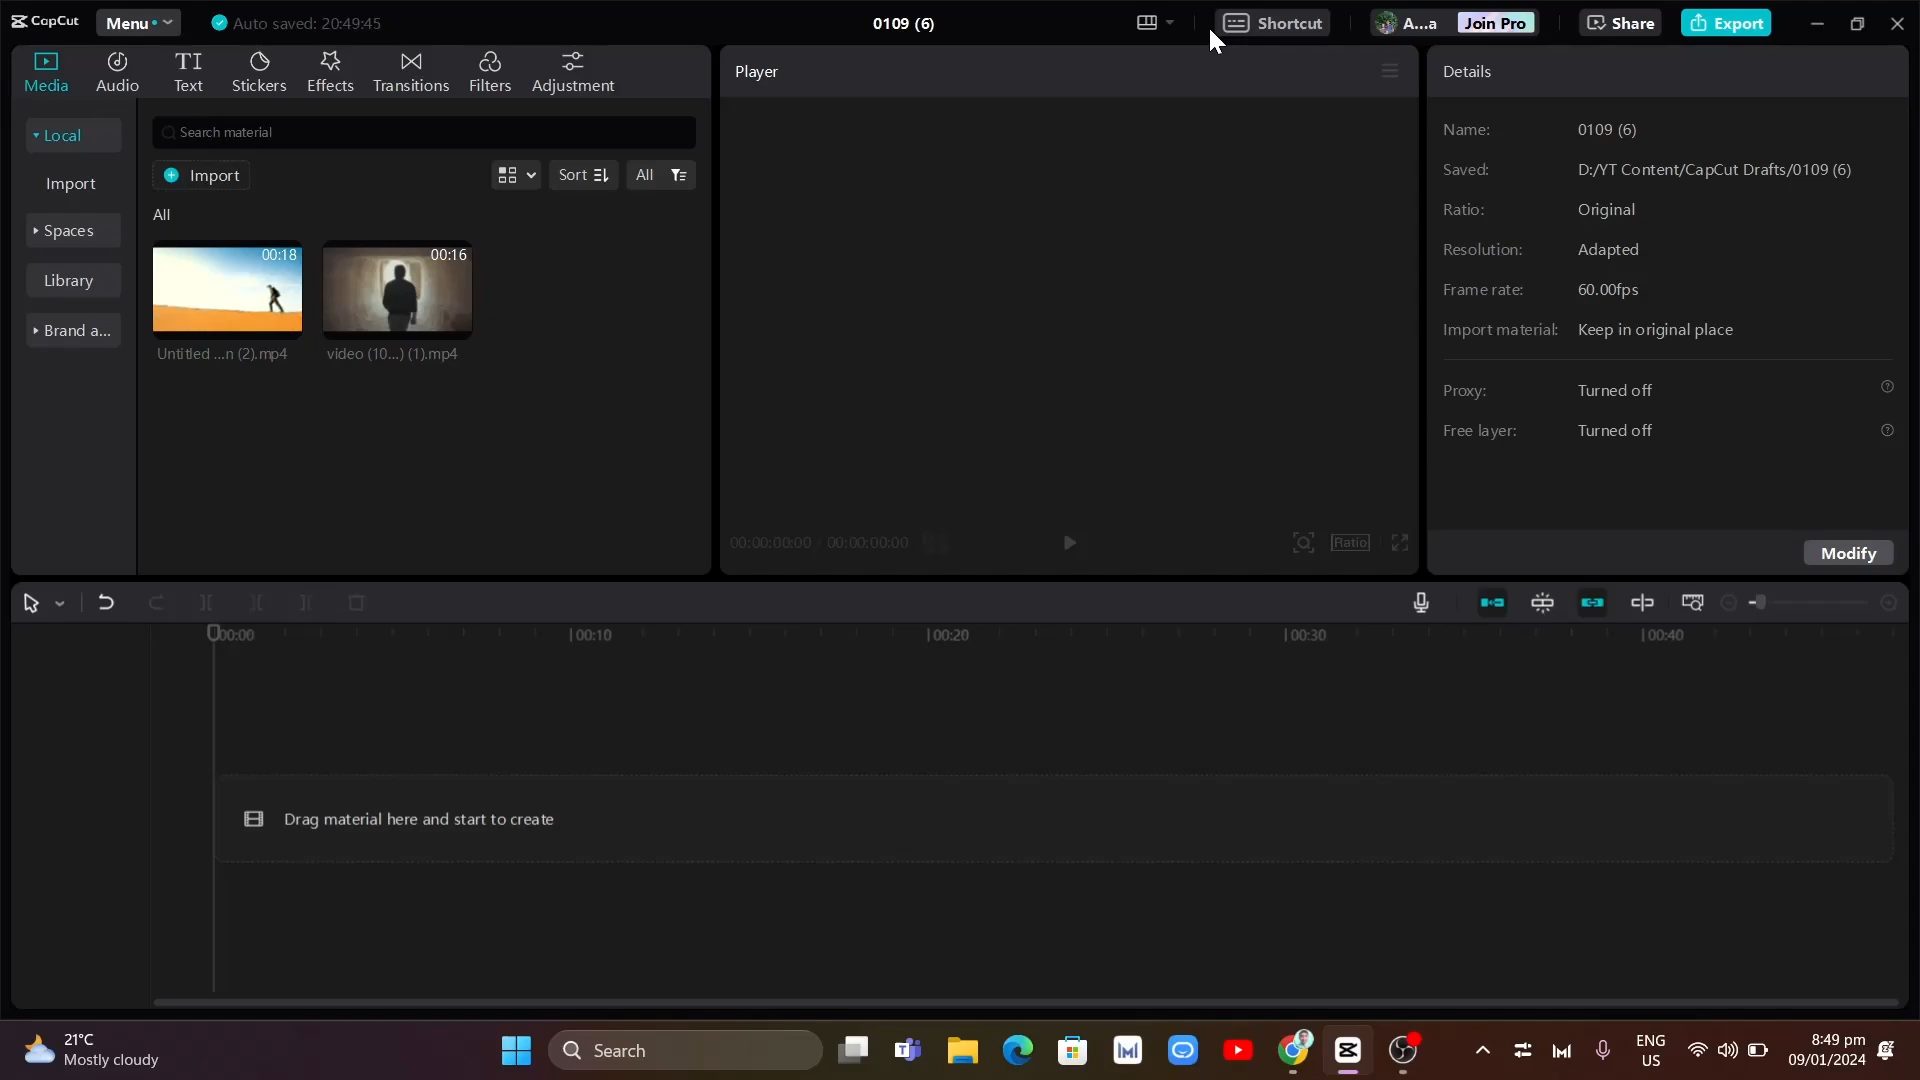 CapCut Menu Auto saved: 20:49:45 0109 (6) Shortcut A...a Join Pro Share Export
Media Audio Text Stickers Effects Transitions Filters Adjustment
Local
Import
Spaces
Library
Brand a...
Search material
Import Sort All
All
00:18 00:16
Untitled ...n (2).mp4 video (10...) (1).mp4
Player
00:00:00:00 / 00:00:00:00 Ratio
Details
Name: 0109 (6)
Saved: D:/YT Content/CapCut Drafts/0109 (6)
Ratio: Original
Resolution: Adapted
Frame rate: 60.00fps
Import material: Keep in original place
Proxy: Turned off
Free layer: Turned off
Modify
00:00 00:10 00:20 00:30 00:40
Drag material here and start to create
21°C
Mostly cloudy
Search
ENG
US
8:49 pm
09/01/2024